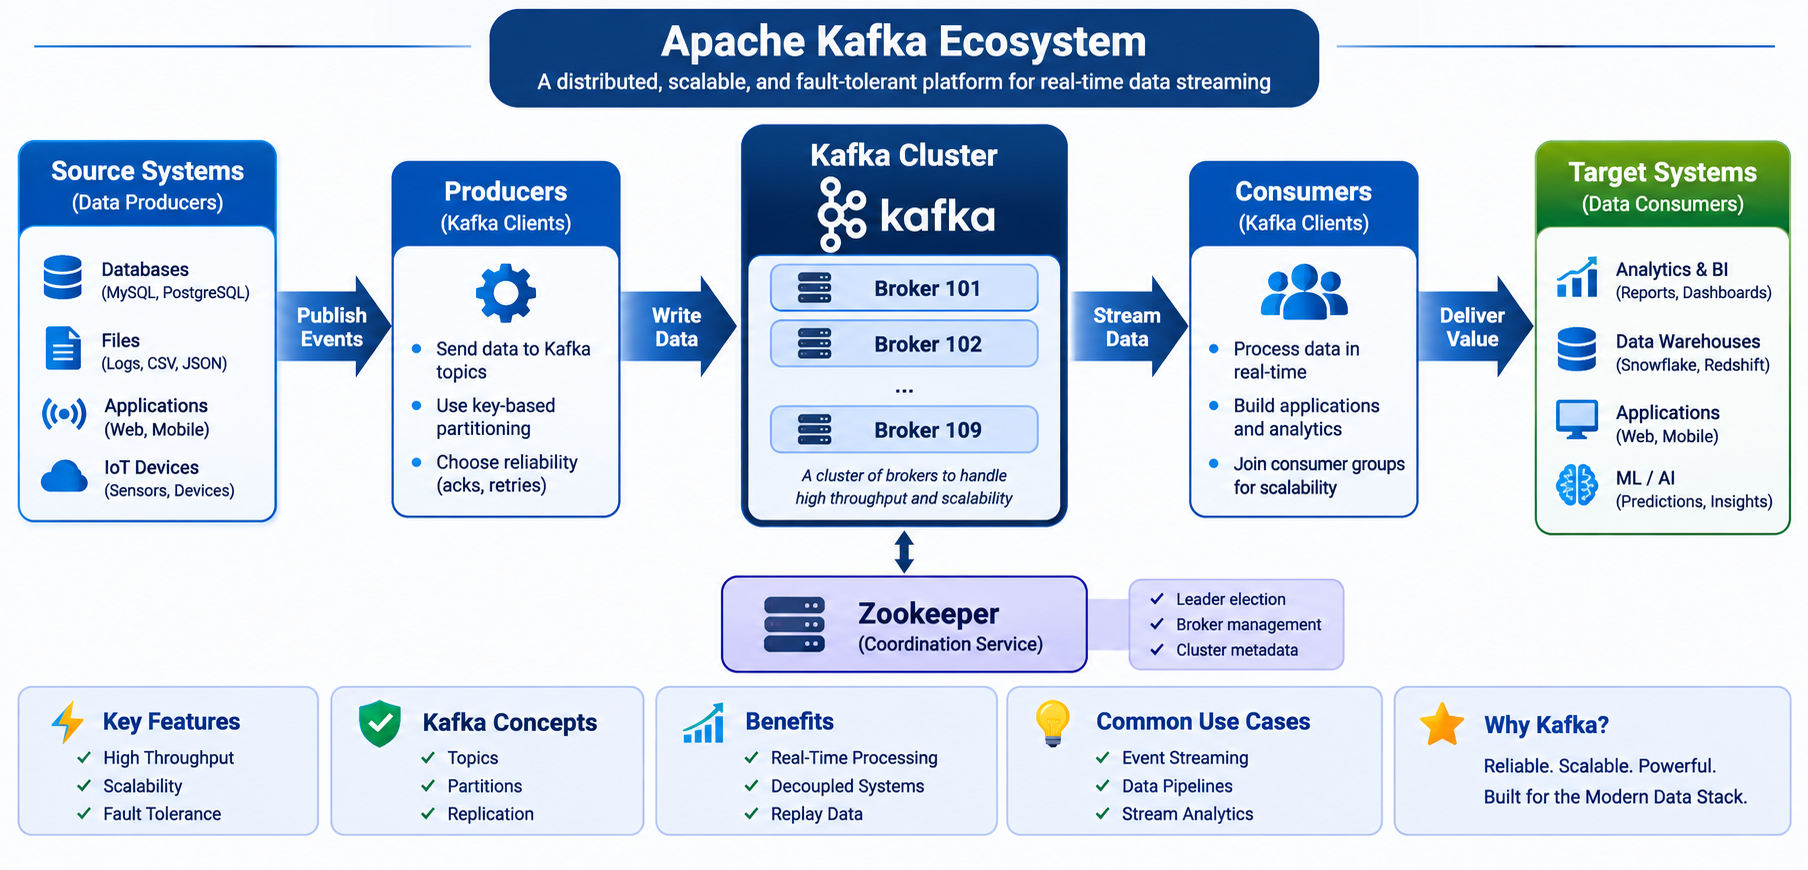 Apache Kafka Ecosystem
A distributed, scalable, and fault-tolerant platform for real-time data streaming
Source Systems
(Data Producers)
Databases
(MySQL, PostgreSQL)
Files
(Logs, CSV, JSON)
Applications
(Web, Mobile)
IoT Devices
(Sensors, Devices)
Publish
Events
Producers
(Kafka Clients)
Send data to Kafka
topics
Use key-based
partitioning
Choose reliability
(acks, retries)
Write
Data
Kafka Cluster
kafka
Broker 101
Broker 102
...
Broker 109
A cluster of brokers to handle
high throughput and scalability
Stream
Data
Consumers
(Kafka Clients)
Process data in
real-time
Build applications
and analytics
Join consumer groups
for scalability
Deliver
Value
Target Systems
(Data Consumers)
Analytics & BI
(Reports, Dashboards)
Data Warehouses
(Snowflake, Redshift)
Applications
(Web, Mobile)
ML / AI
(Predictions, Insights)
Zookeeper
(Coordination Service)
✓ Leader election
✓ Broker management
✓ Cluster metadata
Key Features
✓ High Throughput
✓ Scalability
✓ Fault Tolerance
Kafka Concepts
✓ Topics
✓ Partitions
✓ Replication
Benefits
✓ Real-Time Processing
✓ Decoupled Systems
✓ Replay Data
Common Use Cases
✓ Event Streaming
✓ Data Pipelines
✓ Stream Analytics
Why Kafka?
Reliable. Scalable. Powerful.
Built for the Modern Data Stack.